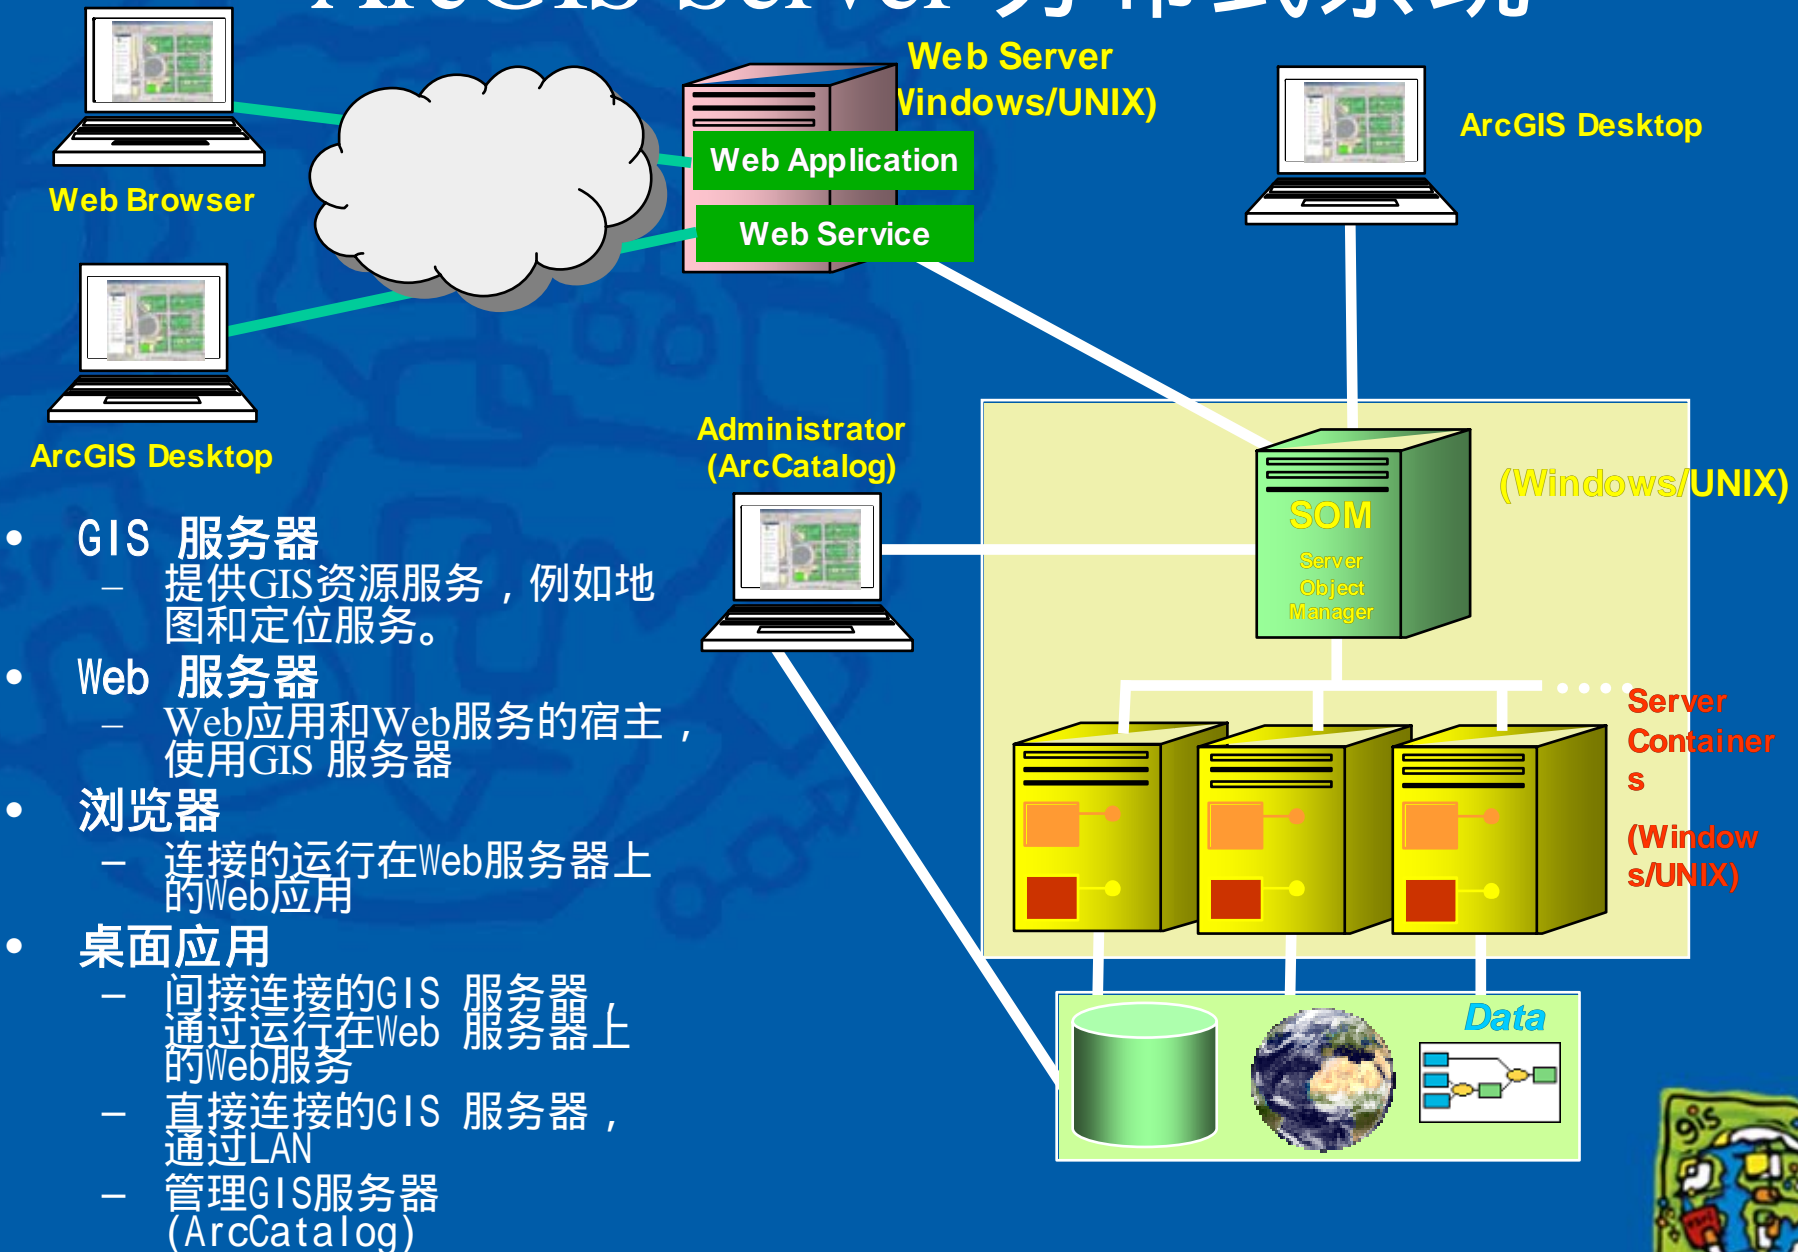 ArcGIS Server 分布式系统
Web Server
Windows/UNIX)
Web Application
Web Service
Web Browser
ArcGIS Desktop
ArcGIS Desktop
Administrator
(ArcCatalog)
(Windows/UNIX)
SOM
Server
Object
Manager
Server
Container
s
(Window
s/UNIX)
Data
• GIS 服务器
– 提供GIS资源服务，例如地
图和定位服务。
• Web 服务器
– Web应用和Web服务的宿主，
使用GIS 服务器
• 浏览器
– 连接的运行在Web服务器上
的Web应用
• 桌面应用
– 间接连接的GIS 服务器，
通过运行在Web 服务器上
的Web服务
– 直接连接的GIS 服务器，
通过LAN
– 管理GIS服务器
(ArcCatalog)
gis